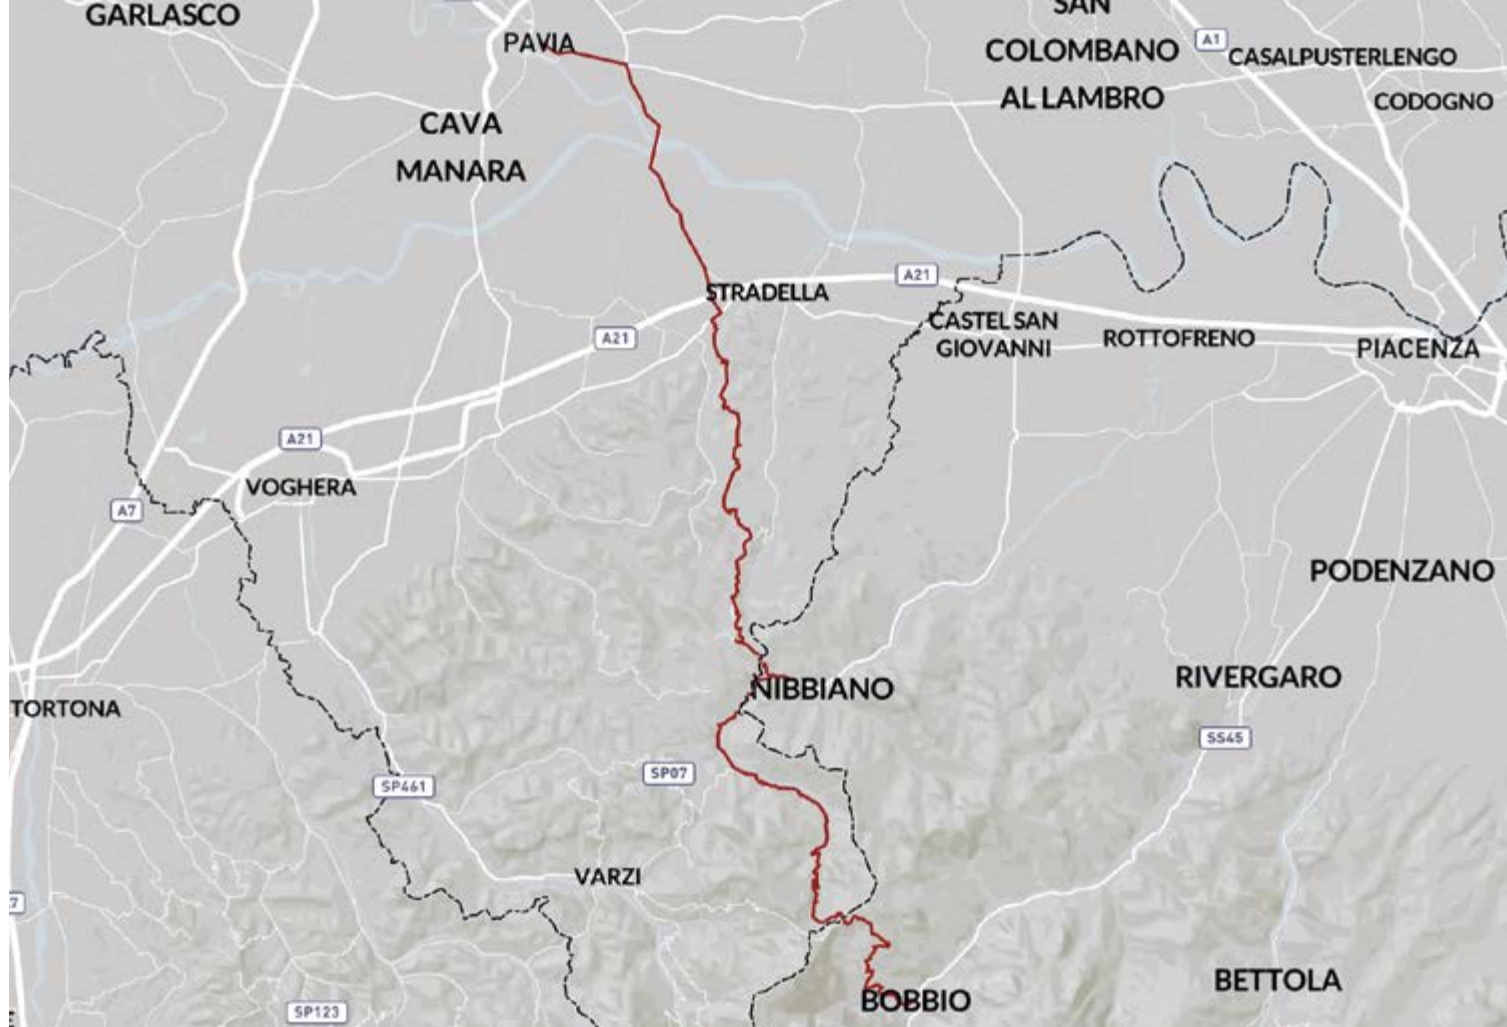 SAN
GARLASCO
PAVIA
A1
COLOMBANO
CASALPUSTERLENGO
AL LAMBRO
CODOGNO
CAVA
MANARA
A21
STRADELLA
CASTEL SAN
GIOVANNI
A21
ROTTOFRENO
PIACENZA
A21
VOGHERA
A7
PODENZANO
RIVERGARO
NIBBIANO
TORTONA
SS45
SP07
SP461
VARZI
7
BETTOLA
BOBBIO
SP123